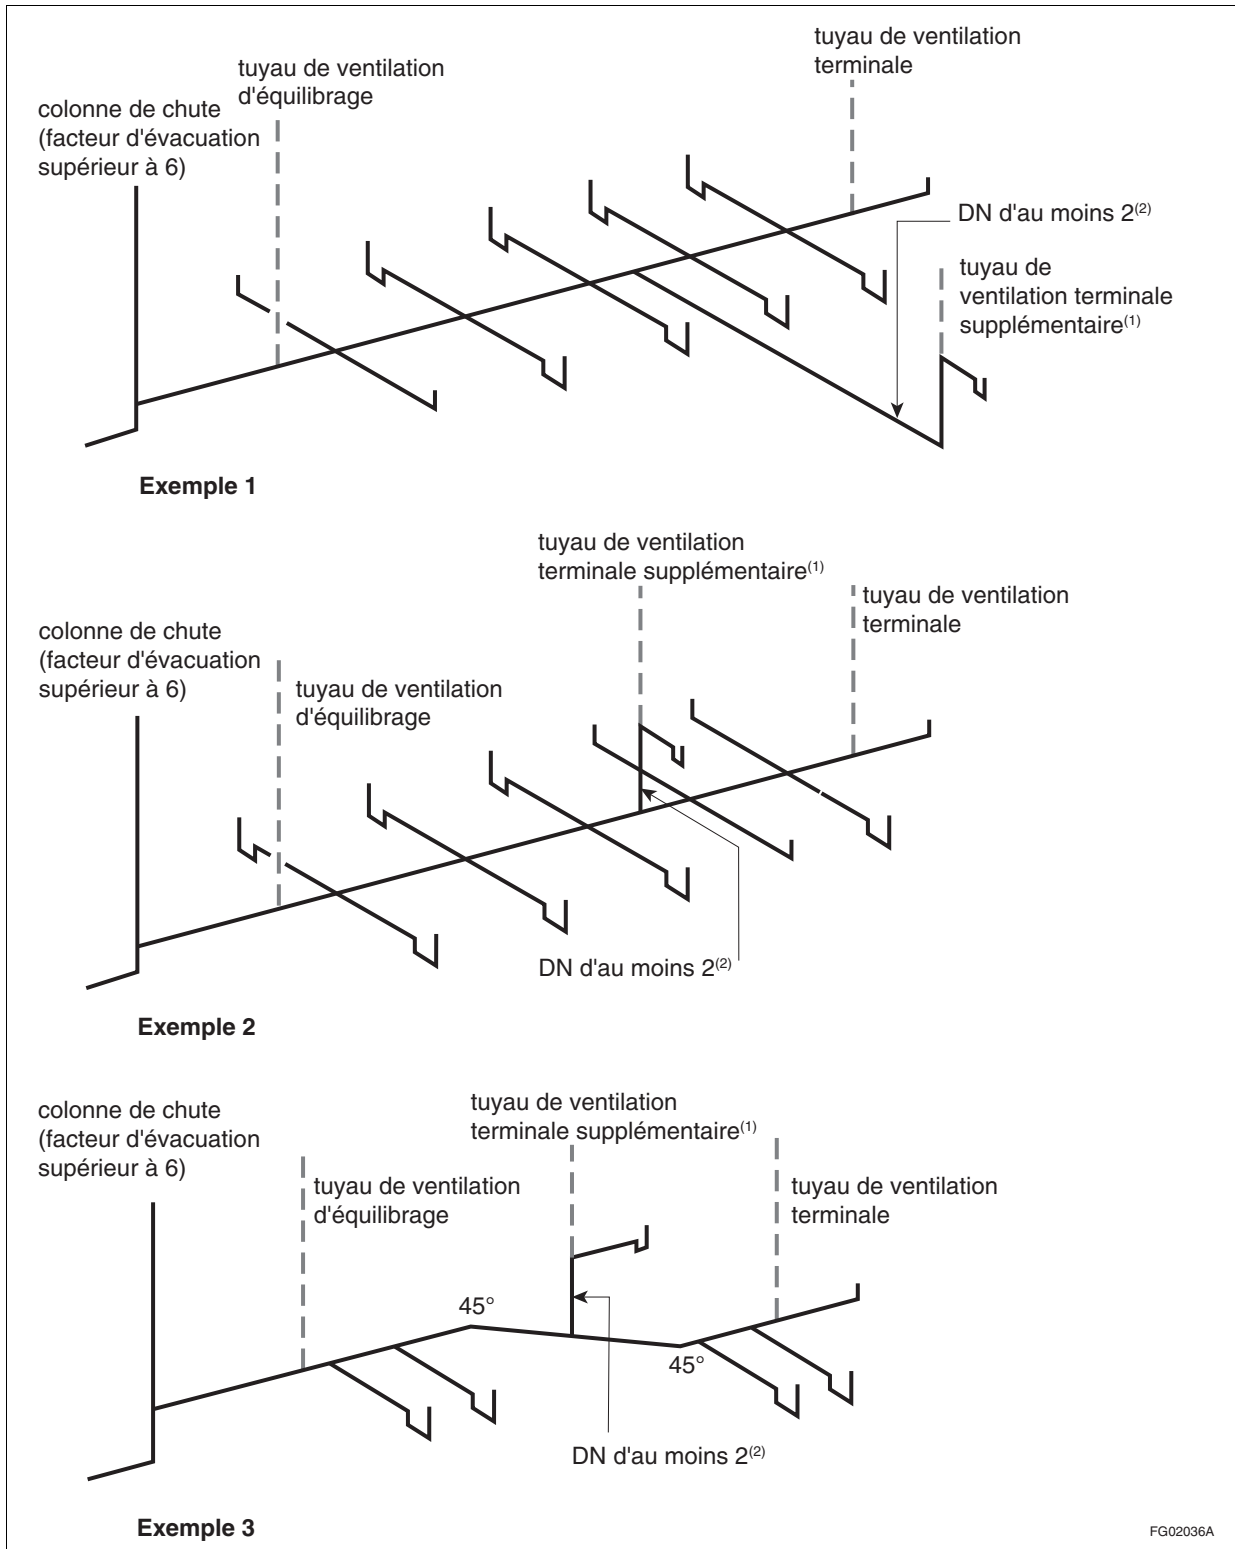 tuyau de ventilation
terminale
tuyau de ventilation
d'équilibrage
colonne de chute
(facteur d'évacuation
supérieur à 6)
DN d'au moins 2(2)
tuyau de
ventilation terminale
supplémentaire(1)
Exemple 1
tuyau de ventilation
terminale supplémentaire(1)
tuyau de ventilation
terminale
colonne de chute
(facteur d'évacuation
supérieur à 6)
tuyau de ventilation
d'équilibrage
DN d'au moins 2(2)
Exemple 2
colonne de chute
(facteur d'évacuation
supérieur à 6)
tuyau de ventilation
terminale supplémentaire(1)
tuyau de ventilation
d'équilibrage
tuyau de ventilation
terminale
45°
45°
DN d'au moins 2(2)
Exemple 3
FG02036A